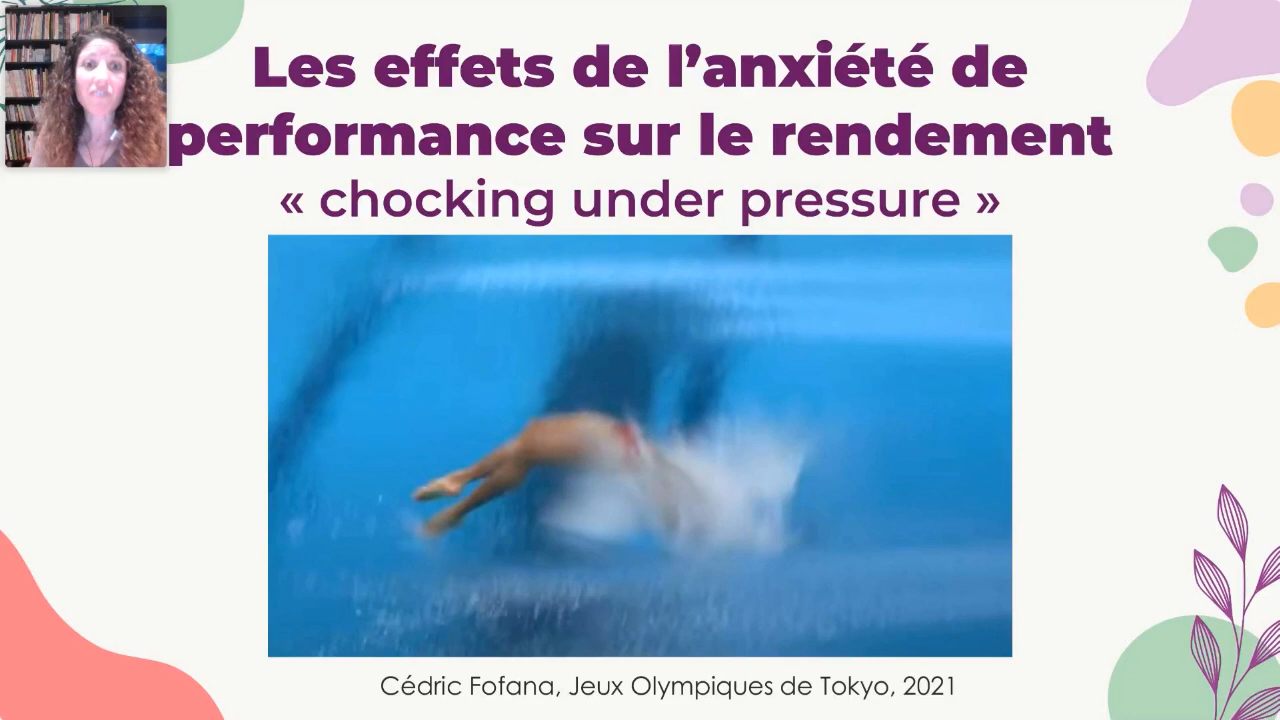 Les effets de l’anxiété de
performance sur le rendement
« chocking under pressure »
Cédric Fofana, Jeux Olympiques de Tokyo, 2021